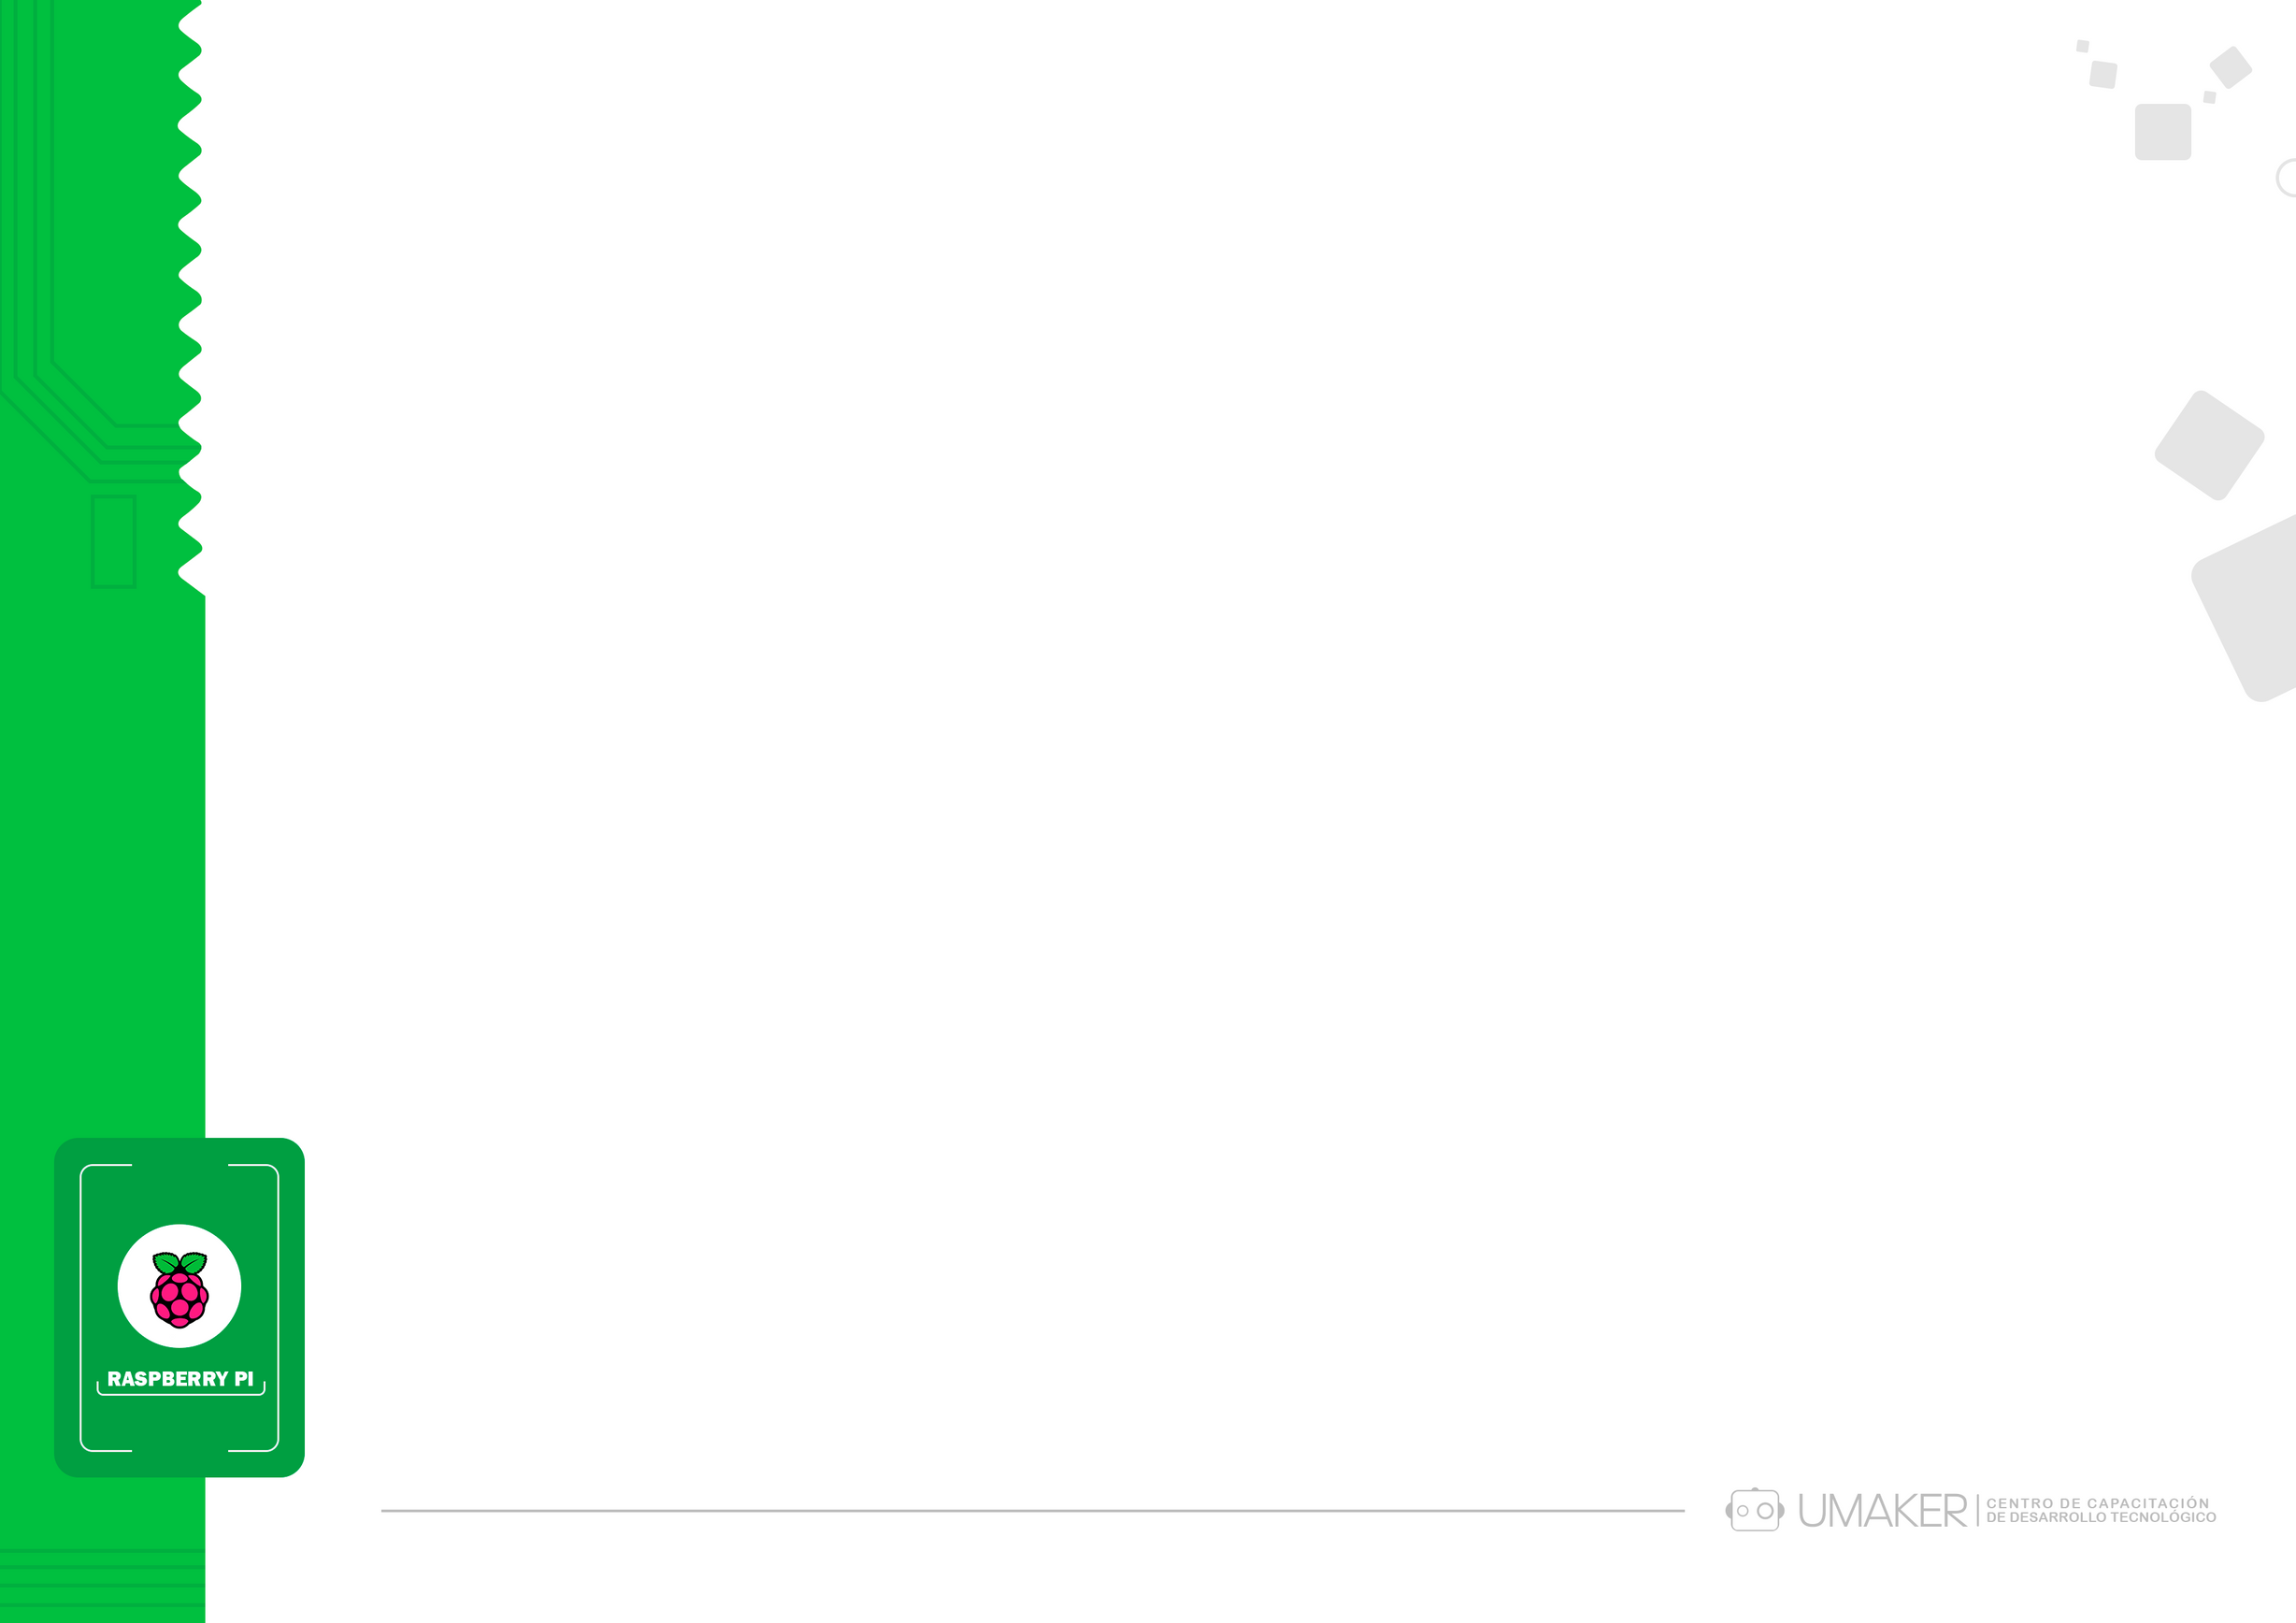 RASPBERRY PI
UMAKER
CENTRO DE CAPACITACIÓN
DE DESARROLLO TECNOLÓGICO